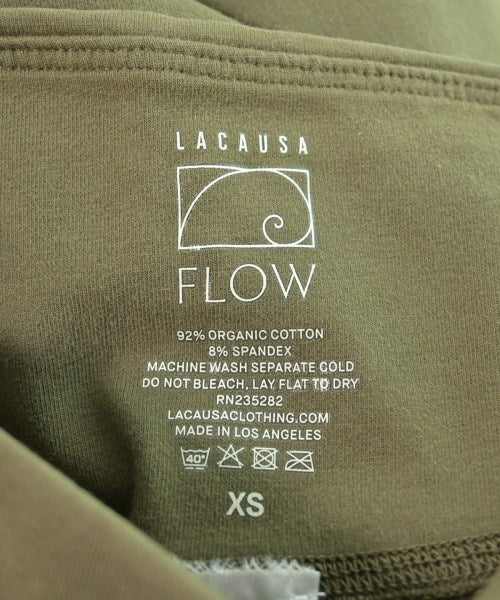 LACAUSA
FLOW
92% ORGANIC COTTON
8% SPANDEX
MACHINE WASH SEPARATE COLD
DO NOT BLEACH, LAY FLAT TO DRY
RN235282
LACAUSACLOTHING.COM
MADE IN LOS ANGELES
40°
XS